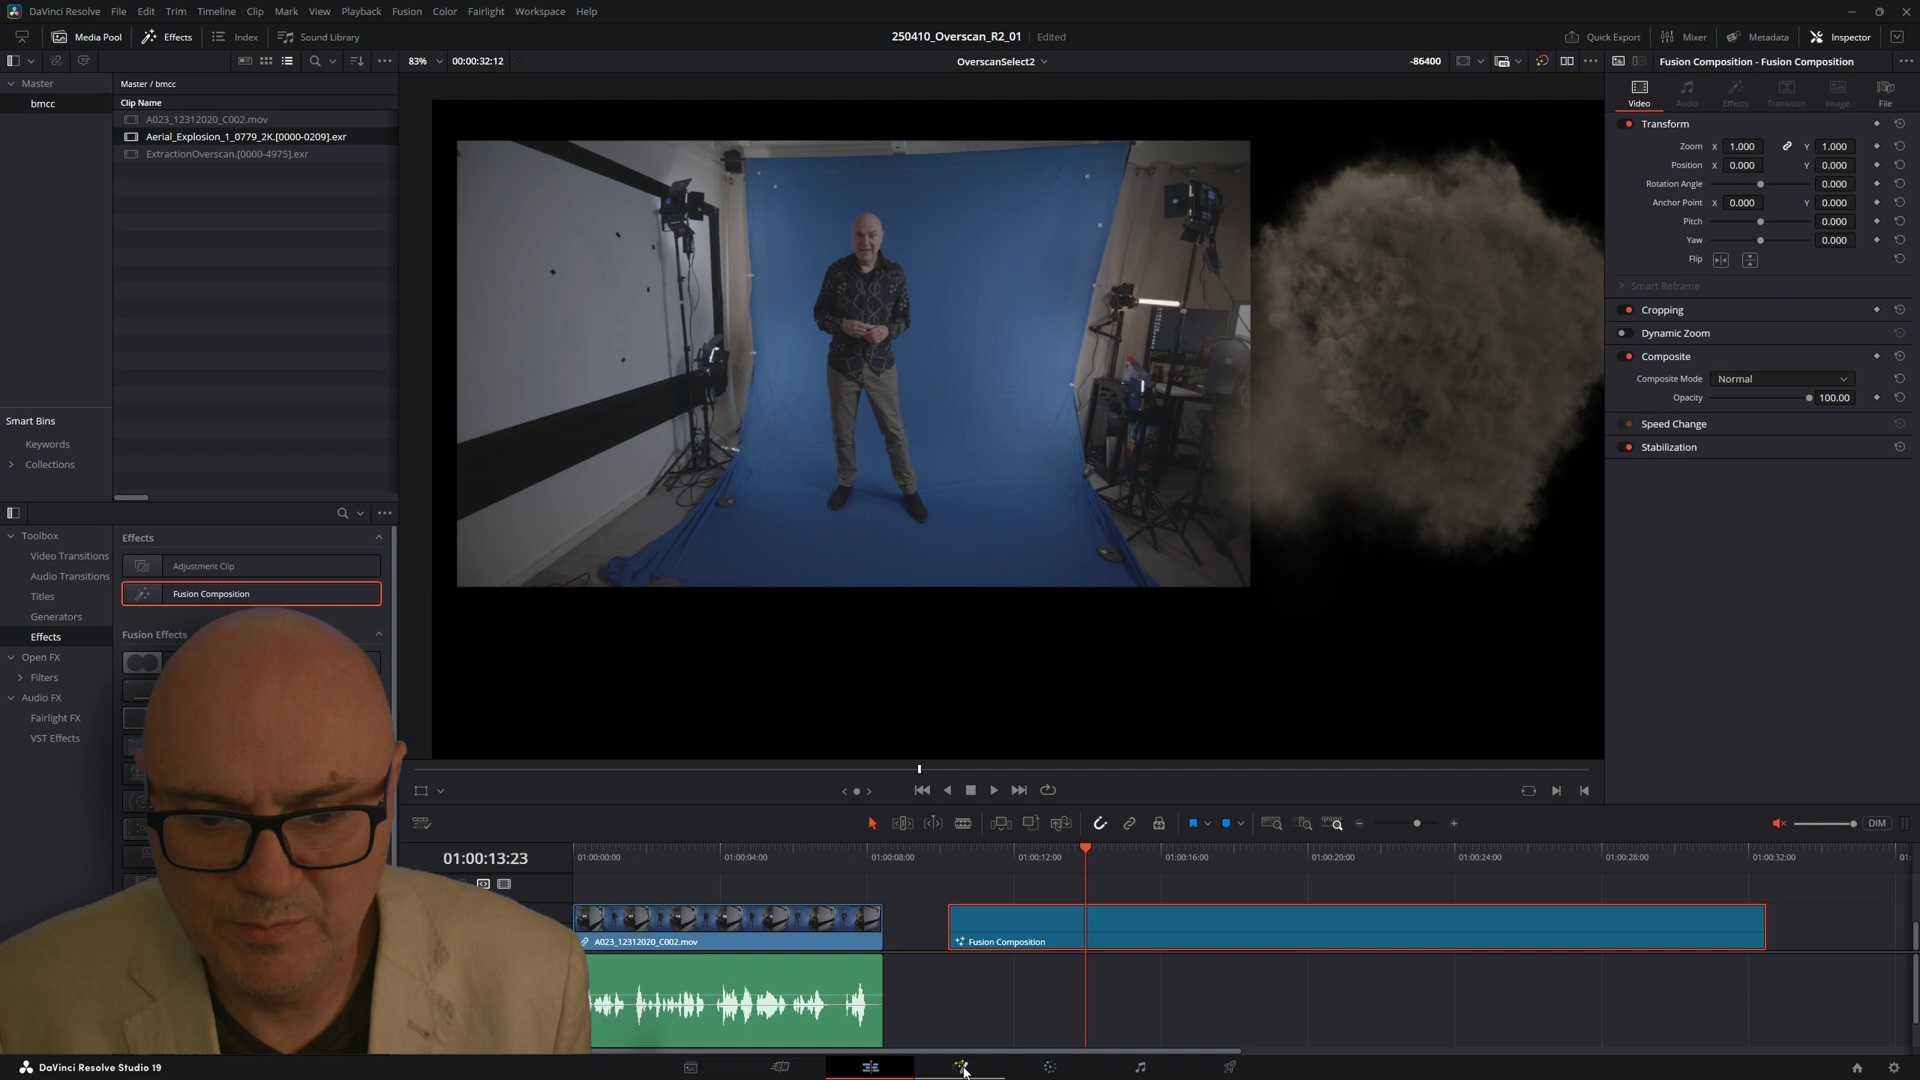 DaVinci Resolve File Edit Trim Timeline Clip Mark View Playback Fusion Color Fairlight Workspace Help
Media Pool Effects Index Sound Library 250410_Overscan_R2_01 Edited Quick Export Mixer Metadata Inspector
83% 00:00:32:12 OverscanSelect2 -86400 Fusion Composition - Fusion Composition
Master Master / bmcc
bmcc Clip Name
A023_12312020_C002.mov
Aerial_Explosion_1_0779_2K.[0000-0209].exr
ExtractionOverscan.[0000-4975].exr
Video Audio Effects Transition Image File
Transform
Zoom X 1.000 Y 1.000
Position X 0.000 Y 0.000
Rotation Angle 0.000
Anchor Point X 0.000 Y 0.000
Pitch 0.000
Yaw 0.000
Flip
Smart Reframe
Cropping
Dynamic Zoom
Composite
Composite Mode Normal
Opacity 100.00
Speed Change
Stabilization
Smart Bins
Keywords
Collections
Toolbox
Video Transitions
Audio Transitions
Titles
Generators
Effects
Open FX
Filters
Audio FX
Fairlight FX
VST Effects
Effects
Adjustment Clip
Fusion Composition
Fusion Effects
DIM
01:00:13:23 01:00:00:00 01:00:04:00 01:00:08:00 01:00:12:00 01:00:16:00 01:00:20:00 01:00:24:00 01:00:28:00 01:00:32:00 01:
A023_12312020_C002.mov Fusion Composition
DaVinci Resolve Studio 19